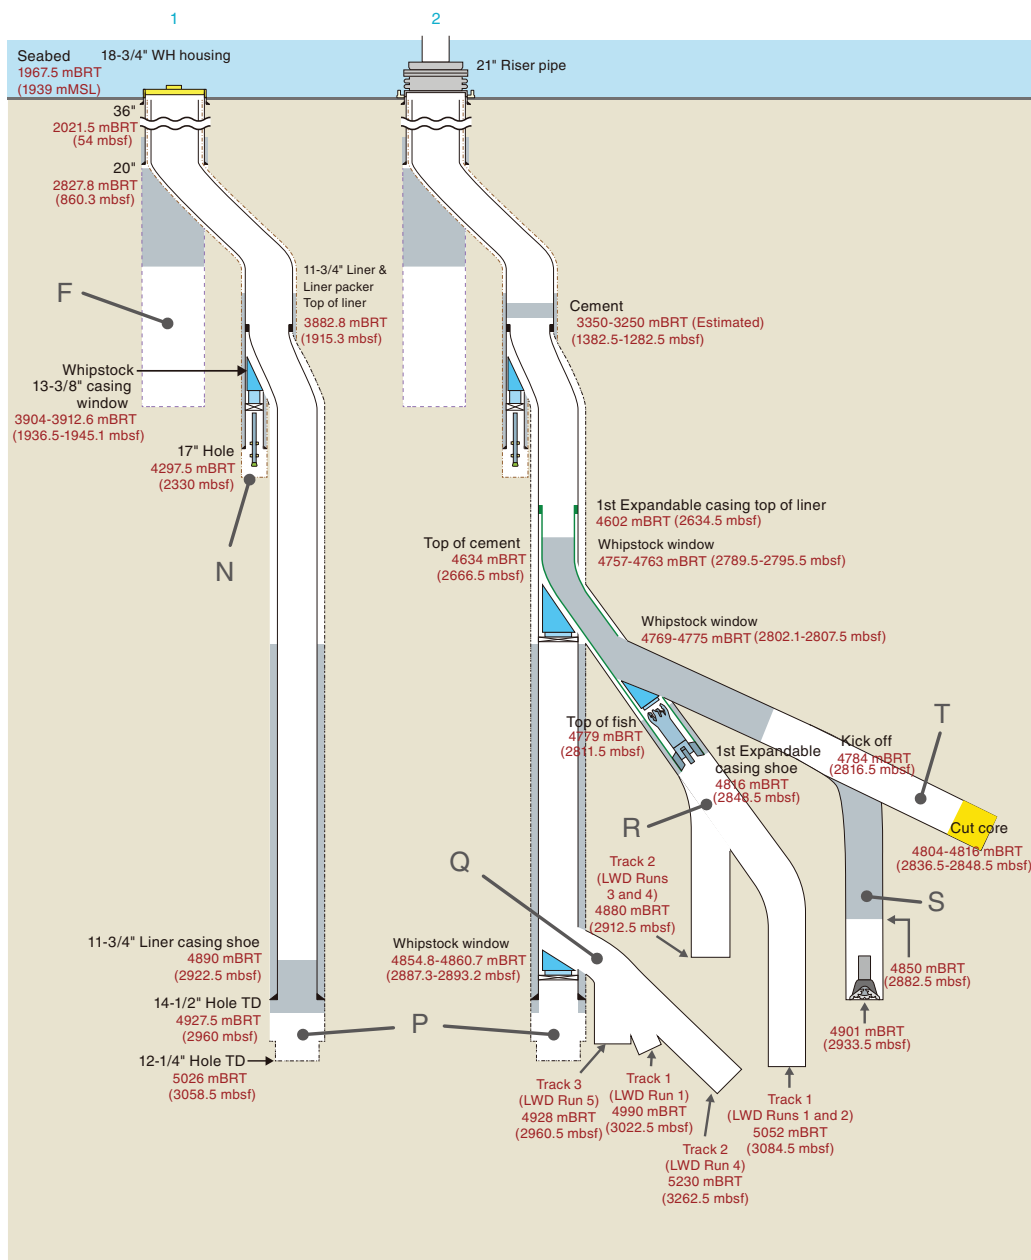 1
2
Seabed
1967.5 mBRT
(1939 mMSL)
18-3/4" WH housing
21" Riser pipe
36"
2021.5 mBRT
(54 mbsf)
20"
2827.8 mBRT
(860.3 mbsf)
F
11-3/4" Liner &
Liner packer
Top of liner
3882.8 mBRT
(1915.3 mbsf)
Cement
3350-3250 mBRT (Estimated)
(1382.5-1282.5 mbsf)
Whipstock
13-3/8" casing
window
3904-3912.6 mBRT
(1936.5-1945.1 mbsf)
17" Hole
4297.5 mBRT
(2330 mbsf)
N
1st Expandable casing top of liner
4602 mBRT (2634.5 mbsf)
Top of cement
4634 mBRT
(2666.5 mbsf)
Whipstock window
4757-4763 mBRT (2789.5-2795.5 mbsf)
Whipstock window
4769-4775 mBRT (2802.1-2807.5 mbsf)
Top of fish
4779 mBRT
(2811.5 mbsf)
T
Kick off
4784 mBRT
(2816.5 mbsf)
1st Expandable
casing shoe
4816 mBRT
(2848.5 mbsf)
R
Cut core
4804-4816 mBRT
(2836.5-2848.5 mbsf)
Q
Track 2
(LWD Runs
3 and 4)
4880 mBRT
(2912.5 mbsf)
S
11-3/4" Liner casing shoe
4890 mBRT
(2922.5 mbsf)
Whipstock window
4854.8-4860.7 mBRT
(2887.3-2893.2 mbsf)
4850 mBRT
(2882.5 mbsf)
14-1/2" Hole TD
4927.5 mBRT
(2960 mbsf)
P
4901 mBRT
(2933.5 mbsf)
12-1/4" Hole TD
5026 mBRT
(3058.5 mbsf)
Track 3
(LWD Run 5)
4928 mBRT
(2960.5 mbsf)
Track 1
(LWD Run 1)
4990 mBRT
(3022.5 mbsf)
Track 1
(LWD Runs 1 and 2)
5052 mBRT
(3084.5 mbsf)
Track 2
(LWD Run 4)
5230 mBRT
(3262.5 mbsf)